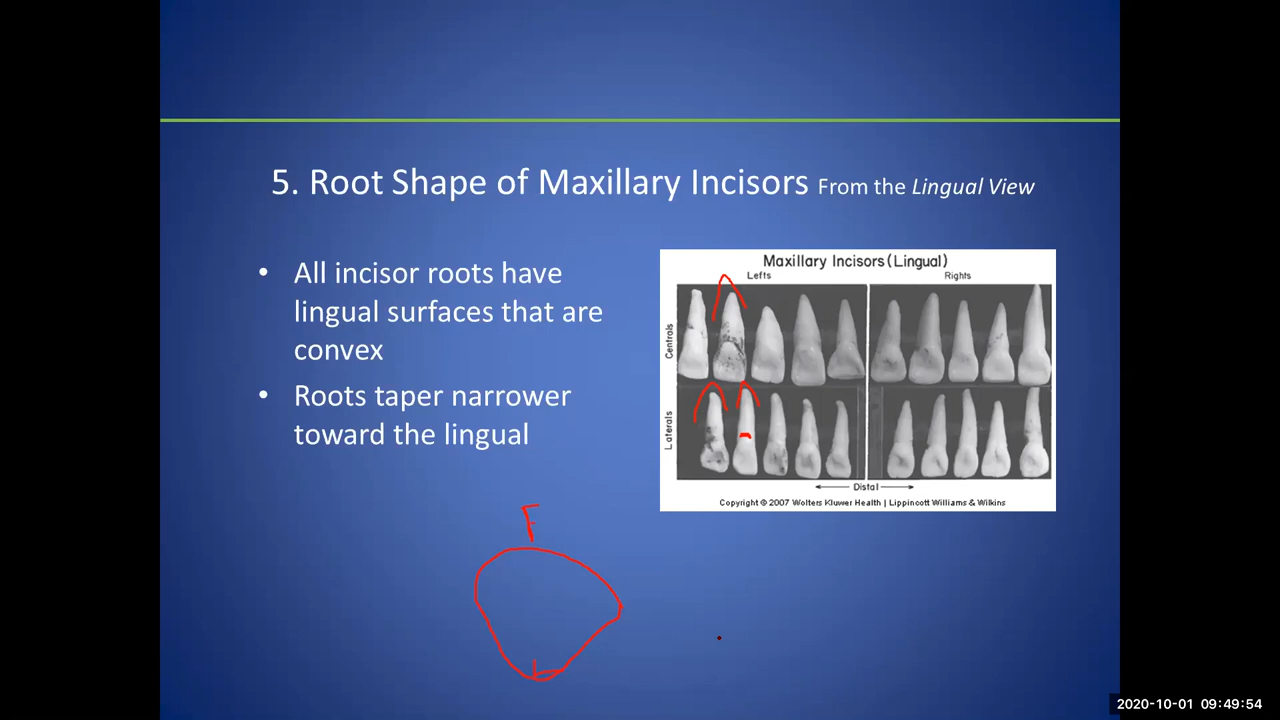 5. Root Shape of Maxillary Incisors From the Lingual View
• All incisor roots have
lingual surfaces that are
convex
• Roots taper narrower
toward the lingual
Maxillary Incisors (Lingual)
Lefts
Rights
Centrals
Laterals
Distal
Copyright © 2007 Wolters Kluwer Health | Lippincott Williams & Wilkins
F
L
2020-10-01 09:49:54